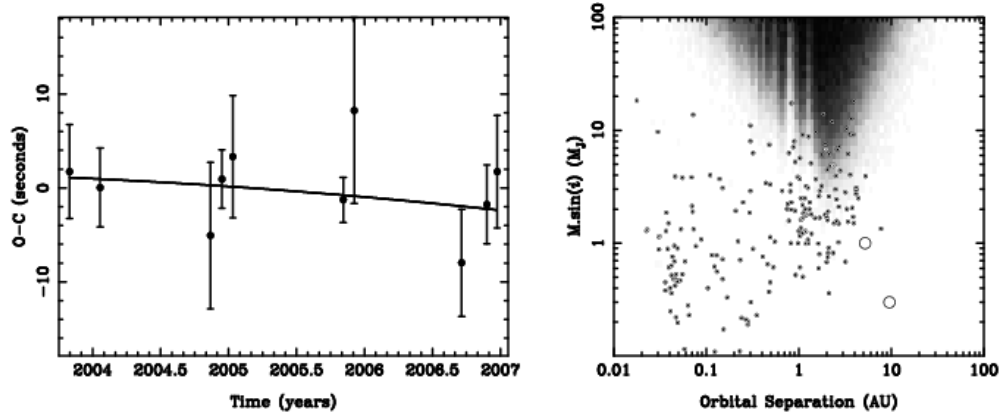 O-C (seconds)
10
0
-10
2004 2004.5 2005 2005.5 2006 2006.5 2007
Time (years)
M.sin(i) (M_J)
100
10
1
0.01 0.1 1 10 100
Orbital Separation (AU)